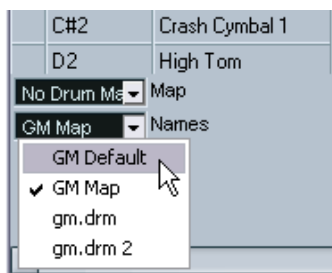 C#2 Crash Cymbal 1
D2 High Tom
No Drum Ma Map
GM Map Names
GM Default
GM Map
gm.drm
gm.drm 2